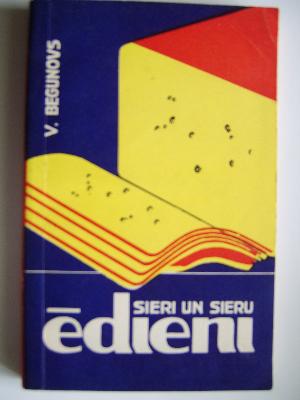 V. BEGUNOVS
SIERI UN SIERU
ēdieni